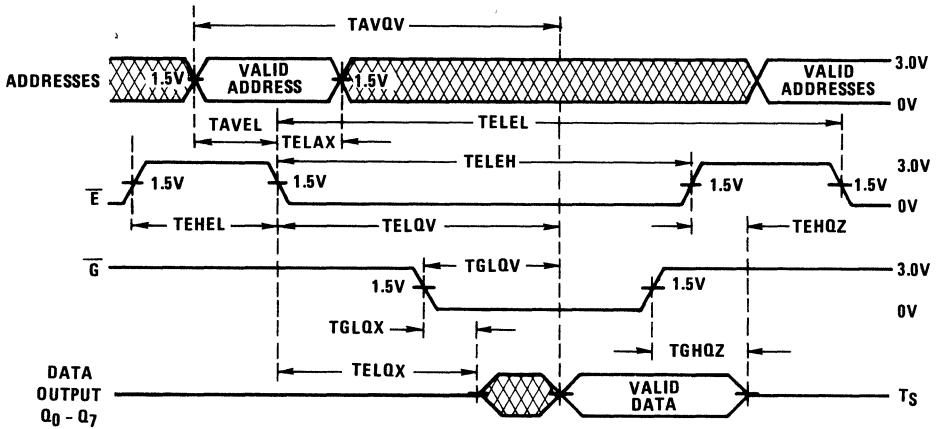 TAVQV
ADDRESSES 1.5V VALID ADDRESS 1.5V VALID ADDRESSES 3.0V 0V
TAVEL TELAX TELEL
TELEH
E 1.5V 1.5V 1.5V 1.5V 3.0V 0V
TEHEL TELQV TEHQZ
G TGLQV 3.0V
1.5V 1.5V 0V
TGLQX TGHQZ
TELQX
DATA OUTPUT Q0 - Q7 VALID DATA TS